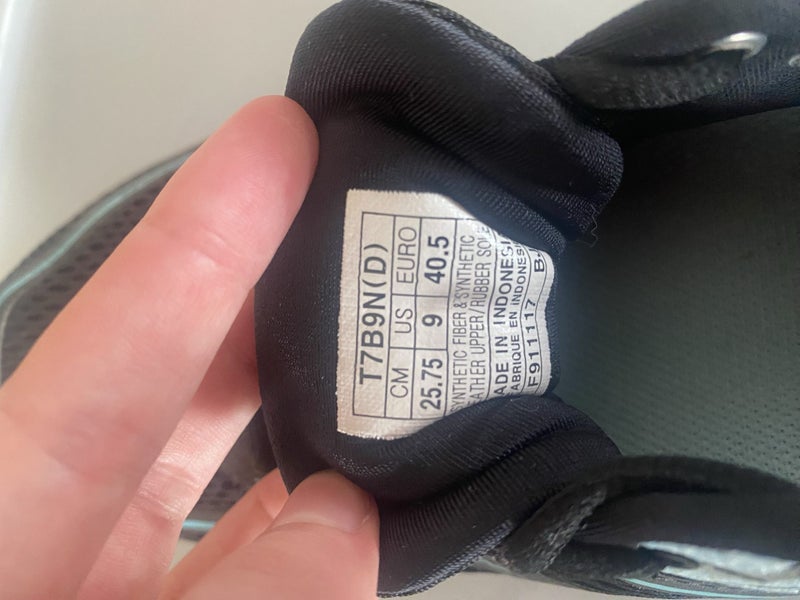 T7B9N(D)
CM US EURO
25.75 9 40.5
SYNTHETIC FIBER & SYNTHETIC
LEATHER UPPER/RUBBER SOLE
MADE IN INDONESIA
FABRIQUE EN INDONESIE
F911117 B.